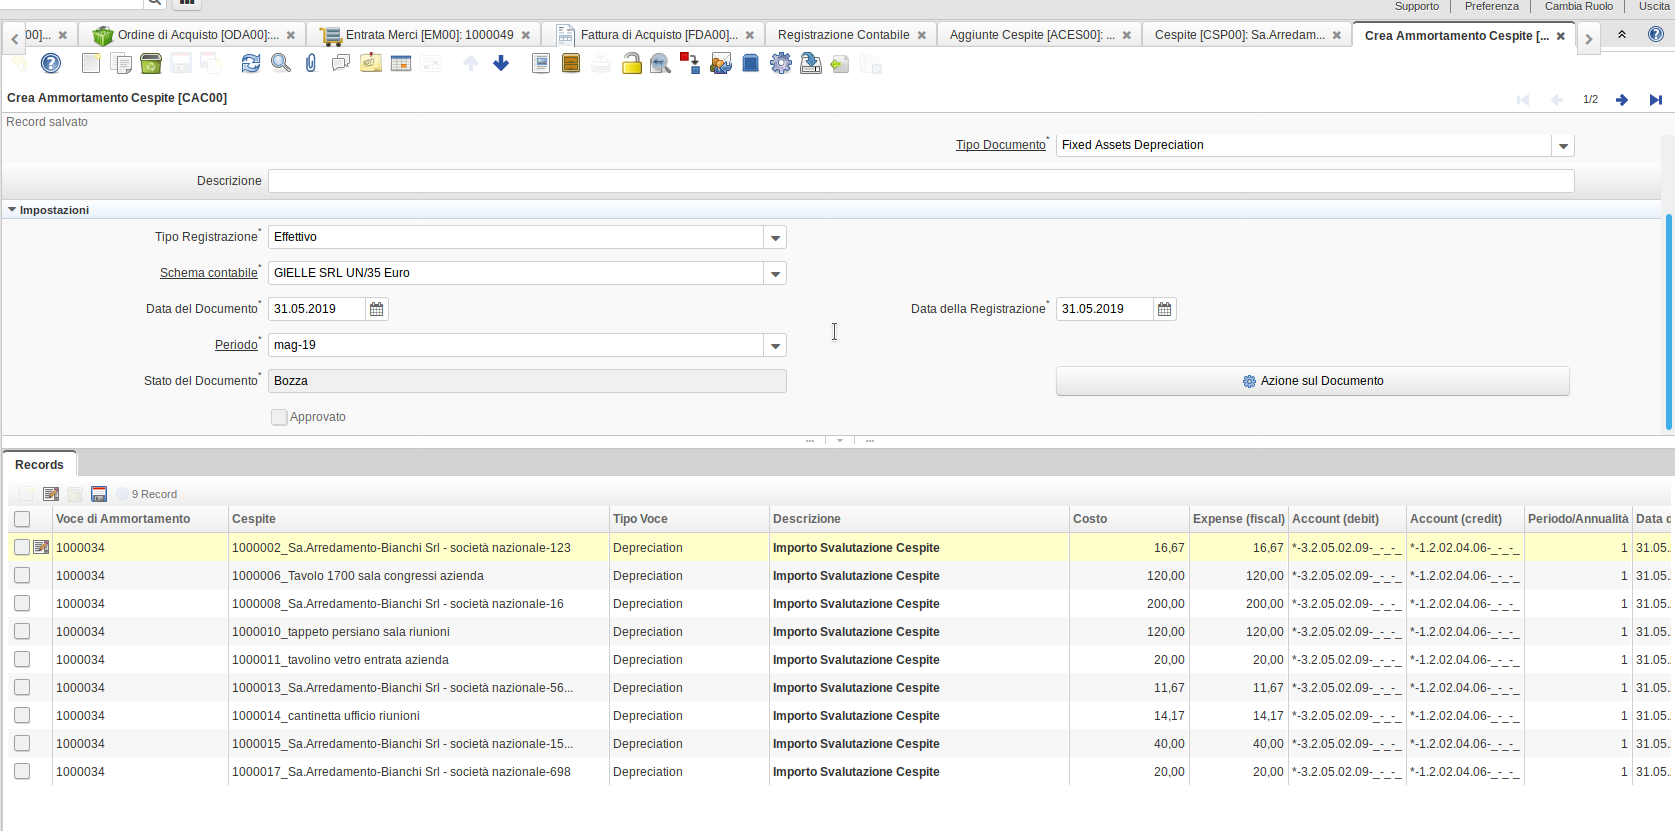 Supporto Preferenza Cambia Ruolo Uscita
00]... Ordine di Acquisto [ODA00]:... Entrata Merci [EM00]: 1000049 Fattura di Acquisto [FDA00]... Registrazione Contabile Aggiunte Cespite [ACES00]: ... Cespite [CSP00]: Sa.Arredam... Crea Ammortamento Cespite [...
Crea Ammortamento Cespite [CAC00] 1/2
Record salvato
Tipo Documento* Fixed Assets Depreciation
Descrizione
Impostazioni
Tipo Registrazione* Effettivo
Schema contabile* GIELLE SRL UN/35 Euro
Data del Documento* 31.05.2019 Data della Registrazione* 31.05.2019
Periodo* mag-19
Stato del Documento* Bozza Azione sul Documento
Approvato
Records
9 Record
Voce di Ammortamento Cespite Tipo Voce Descrizione Costo Expense (fiscal) Account (debit) Account (credit) Periodo/Annualità Data d
1000034 1000002_Sa.Arredamento-Bianchi Srl - società nazionale-123 Depreciation Importo Svalutazione Cespite 16,67 16,67 *-3.2.05.02.09-_-_-_ *-1.2.02.04.06-_-_-_ 1 31.05.
1000034 1000006_Tavolo 1700 sala congressi azienda Depreciation Importo Svalutazione Cespite 120,00 120,00 *-3.2.05.02.09-_-_-_ *-1.2.02.04.06-_-_-_ 1 31.05.
1000034 1000008_Sa.Arredamento-Bianchi Srl - società nazionale-16 Depreciation Importo Svalutazione Cespite 200,00 200,00 *-3.2.05.02.09-_-_-_ *-1.2.02.04.06-_-_-_ 1 31.05.
1000034 1000010_tappeto persiano sala riunioni Depreciation Importo Svalutazione Cespite 120,00 120,00 *-3.2.05.02.09-_-_-_ *-1.2.02.04.06-_-_-_ 1 31.05.
1000034 1000011_tavolino vetro entrata azienda Depreciation Importo Svalutazione Cespite 20,00 20,00 *-3.2.05.02.09-_-_-_ *-1.2.02.04.06-_-_-_ 1 31.05.
1000034 1000013_Sa.Arredamento-Bianchi Srl - società nazionale-56... Depreciation Importo Svalutazione Cespite 11,67 11,67 *-3.2.05.02.09-_-_-_ *-1.2.02.04.06-_-_-_ 1 31.05.
1000034 1000014_cantinetta ufficio riunioni Depreciation Importo Svalutazione Cespite 14,17 14,17 *-3.2.05.02.09-_-_-_ *-1.2.02.04.06-_-_-_ 1 31.05.
1000034 1000015_Sa.Arredamento-Bianchi Srl - società nazionale-15... Depreciation Importo Svalutazione Cespite 40,00 40,00 *-3.2.05.02.09-_-_-_ *-1.2.02.04.06-_-_-_ 1 31.05.
1000034 1000017_Sa.Arredamento-Bianchi Srl - società nazionale-698 Depreciation Importo Svalutazione Cespite 20,00 20,00 *-3.2.05.02.09-_-_-_ *-1.2.02.04.06-_-_-_ 1 31.05.